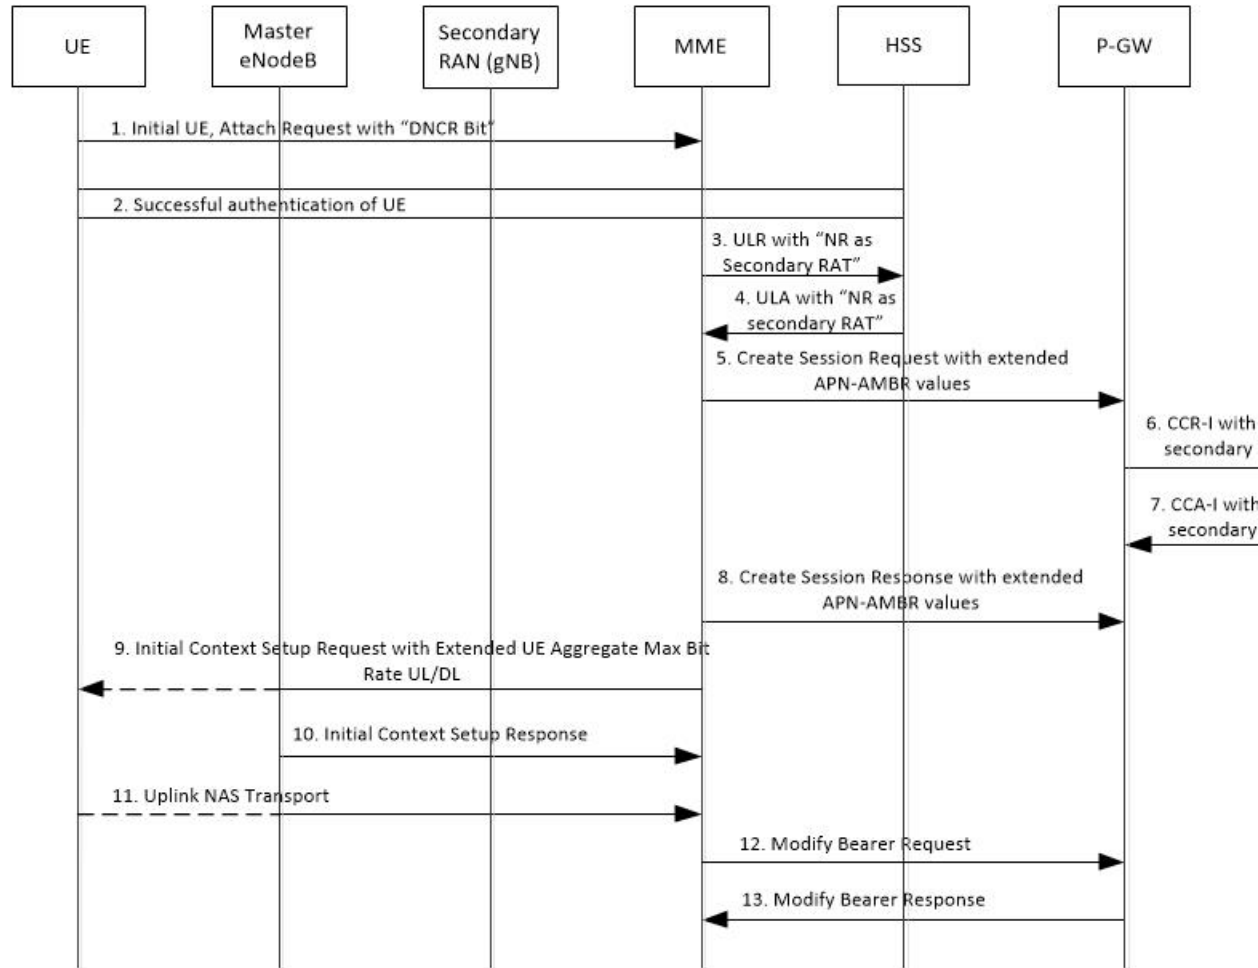 UE
Master
eNodeB
Secondary
RAN (gNB)
MME
HSS
P-GW
1. Initial UE, Attach Request with “DNCR Bit”
2. Successful authentication of UE
3. ULR with “NR as
Secondary RAT”
4. ULA with “NR as
secondary RAT”
5. Create Session Request with extended
APN-AMBR values
6. CCR-I with
secondary
7. CCA-I with
secondary
8. Create Session Response with extended
APN-AMBR values
9. Initial Context Setup Request with Extended UE Aggregate Max Bit
Rate UL/DL
10. Initial Context Setup Response
11. Uplink NAS Transport
12. Modify Bearer Request
13. Modify Bearer Response